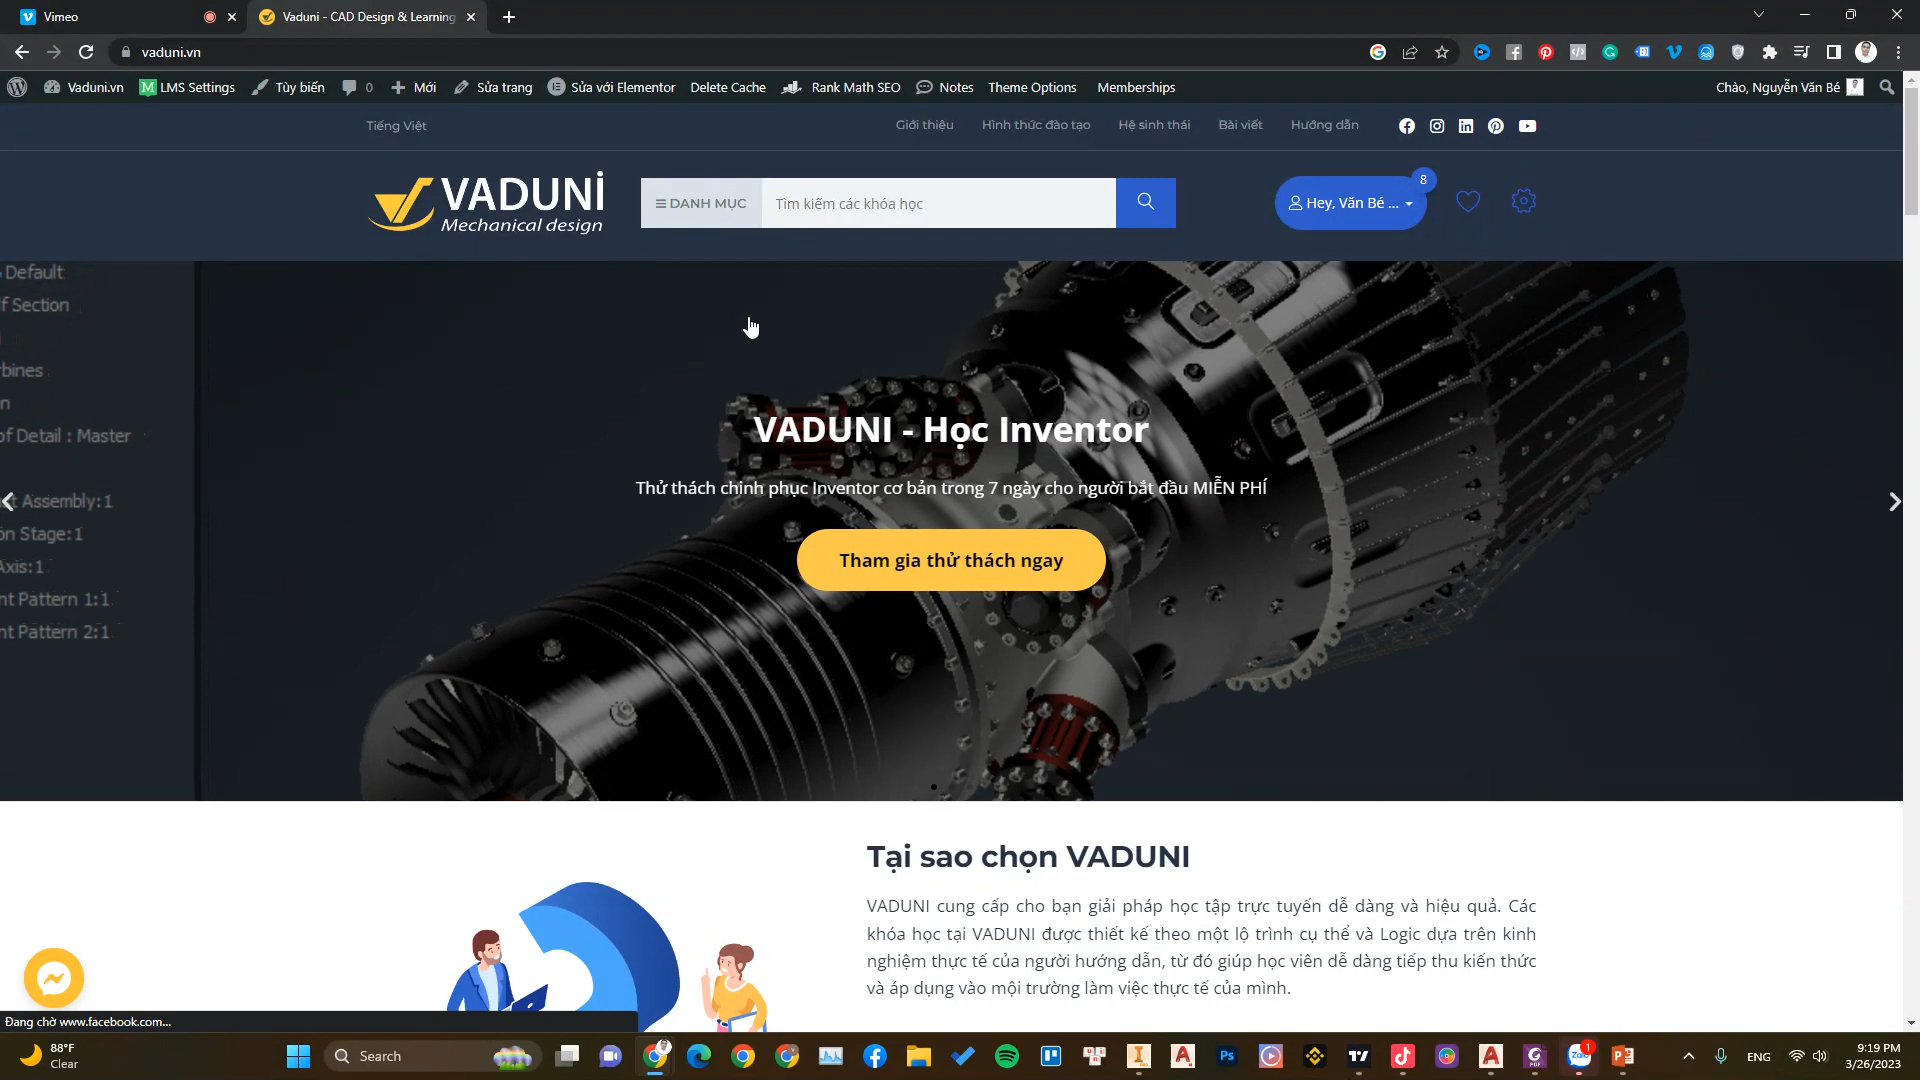 Vimeo
Vaduni - CAD Design & Learning
vaduni.vn
Vaduni.vn LMS Settings Tùy biến 0 Mới Sửa trang Sửa với Elementor Delete Cache Rank Math SEO Notes Theme Options Memberships Chào, Nguyễn Văn Bé
Tiếng Việt Giới thiệu Hình thức đào tạo Hệ sinh thái Bài viết Hướng dẫn
VADUNI
Mechanical design
DANH MỤC Tìm kiếm các khóa học Hey, Văn Bé ... 8
Default
f Section
bines
n
of Detail : Master
t Assembly:1
on Stage:1
Axis:1
nt Pattern 1:1
nt Pattern 2:1
VADUNI - Học Inventor
Thử thách chinh phục Inventor cơ bản trong 7 ngày cho người bắt đầu MIỄN PHÍ
Tham gia thử thách ngay
Tại sao chọn VADUNI
VADUNI cung cấp cho bạn giải pháp học tập trực tuyến dễ dàng và hiệu quả. Các
khóa học tại VADUNI được thiết kế theo một lộ trình cụ thể và Logic dựa trên kinh
nghiệm thực tế của người hướng dẫn, từ đó giúp học viên dễ dàng tiếp thu kiến thức
và áp dụng vào mội trường làm việc thực tế của mình.
Đang chờ www.facebook.com...
88°F
Clear
Search
ENG
9:19 PM
3/26/2023